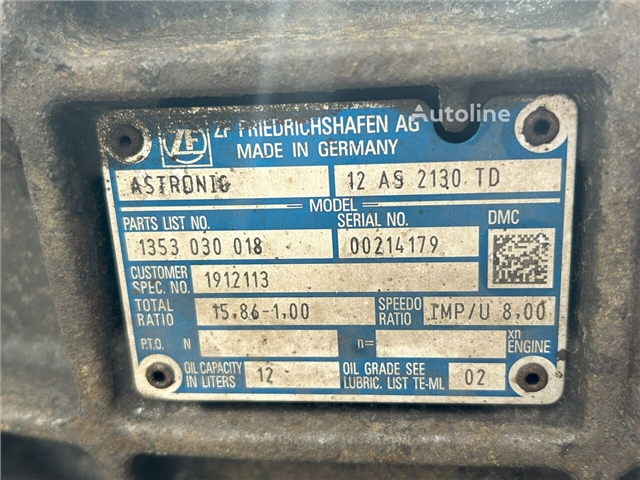 Autoline
ZF ZF FRIEDRICHSHAFEN AG
MADE IN GERMANY
ASTRONIC 12 AS 2130 TD
MODEL
PARTS LIST NO. SERIAL NO. DMC
1353 030 018 00214179
CUSTOMER SPEC. NO. 1912113
TOTAL RATIO 15,86-1,00 SPEEDO RATIO IMP/U 8,00
P.T.O. N n= xn ENGINE
OIL CAPACITY IN LITERS 12 OIL GRADE SEE LUBRIC. LIST TE-ML 02